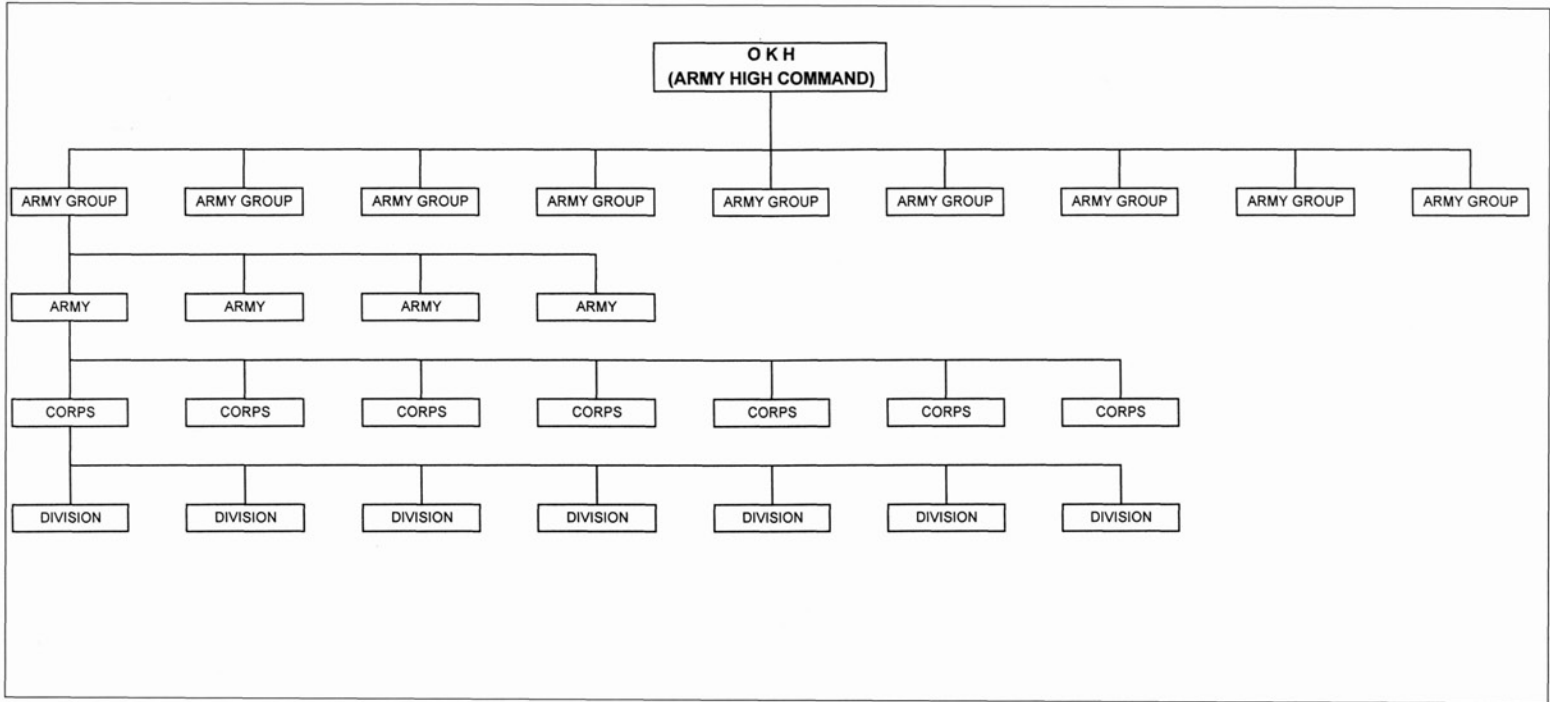 O K H
(ARMY HIGH COMMAND)
ARMY GROUP ARMY GROUP ARMY GROUP ARMY GROUP ARMY GROUP ARMY GROUP ARMY GROUP ARMY GROUP ARMY GROUP
ARMY ARMY ARMY ARMY
CORPS CORPS CORPS CORPS CORPS CORPS CORPS
DIVISION DIVISION DIVISION DIVISION DIVISION DIVISION DIVISION